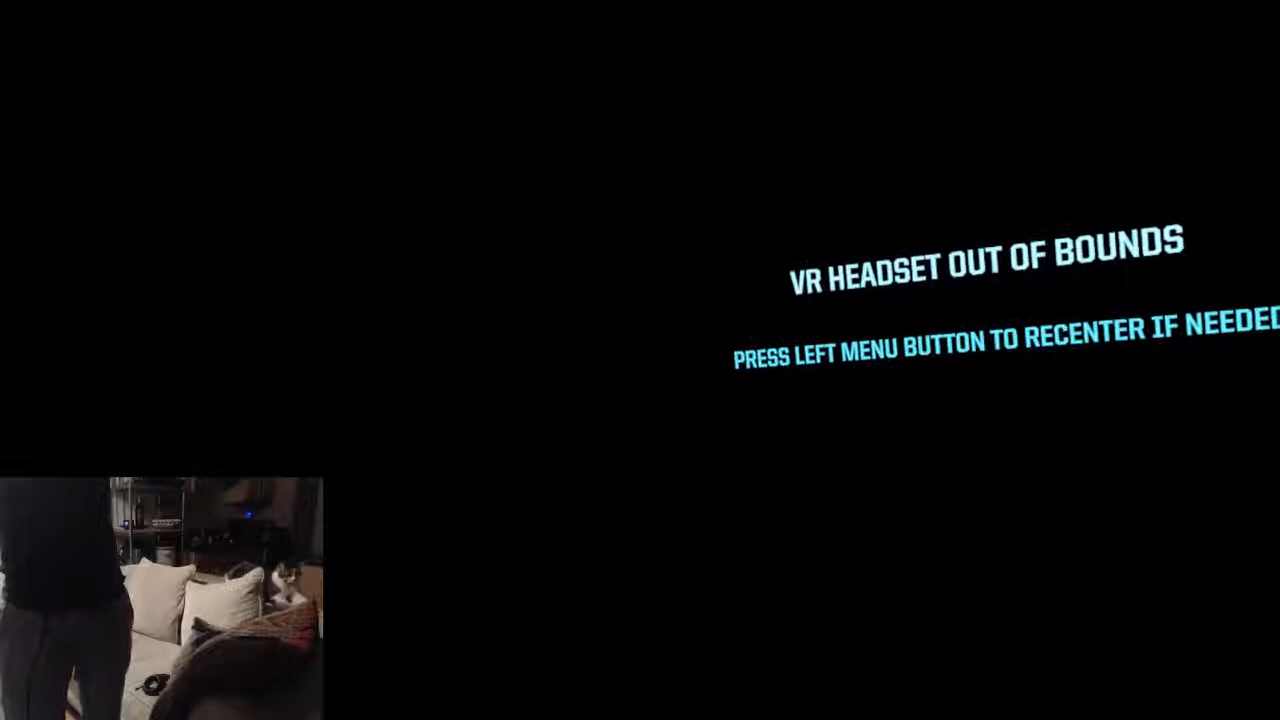 VR HEADSET OUT OF BOUNDS
PRESS LEFT MENU BUTTON TO RECENTER IF NEEDED